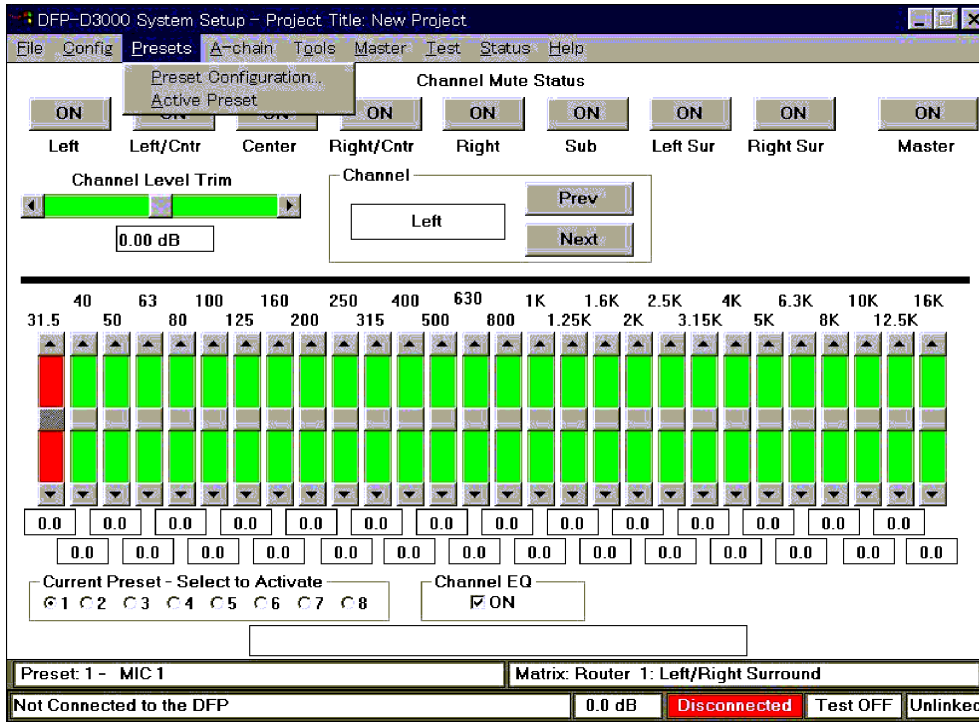 DFP-D3000 System Setup - Project Title: New Project
File Config Presets A-chain Tools Master Test Status Help
Preset Configuration...
Active Preset
Channel Mute Status
ON ON ON ON ON ON ON ON ON
Left Left/Cntr Center Right/Cntr Right Sub Left Sur Right Sur Master
Channel Level Trim
0.00 dB
Channel
Left
Prev
Next
40 63 100 160 250 400 630 1K 1.6K 2.5K 4K 6.3K 10K 16K
31.5 50 80 125 200 315 500 800 1.25K 2K 3.15K 5K 8K 12.5K
0.0 0.0 0.0 0.0 0.0 0.0 0.0 0.0 0.0 0.0 0.0 0.0 0.0 0.0
0.0 0.0 0.0 0.0 0.0 0.0 0.0 0.0 0.0 0.0 0.0 0.0 0.0 0.0
Current Preset - Select to Activate
1 2 3 4 5 6 7 8
Channel EQ
ON
Preset: 1 - MIC 1
Matrix: Router 1: Left/Right Surround
Not Connected to the DFP 0.0 dB Disconnected Test OFF Unlinked